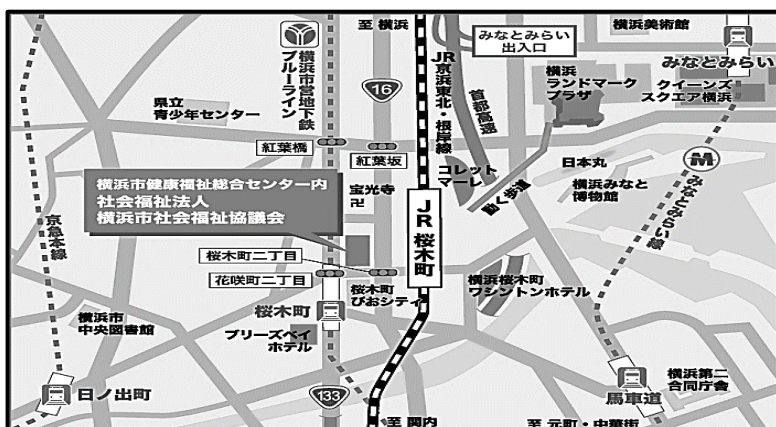 至 横浜
みなとみらい
出入口
横浜美術館
みなとみらい
横浜市営地下鉄
ブルーライン
16
JR
京浜東北・根岸線
首都高速
横浜
ランドマーク
プラザ
クイーンズ
スクエア横浜
県立
青少年センター
紅葉橋
紅葉坂
コレット
マーレ
日本丸
M
横浜市健康福祉総合センター内
社会福祉法人
横浜市社会福祉協議会
宝光寺
卍
動く歩道
横浜みなと
博物館
みなとみらい線
京急本線
JR 桜木町
桜木町二丁目
花咲町二丁目
桜木町
ぴおシティ
横浜桜木町
ワシントンホテル
桜木町
横浜市
中央図書館
ブリーズベイ
ホテル
日ノ出町
133
馬車道
横浜第二
合同庁舎
至 関内
至 元町・中華街